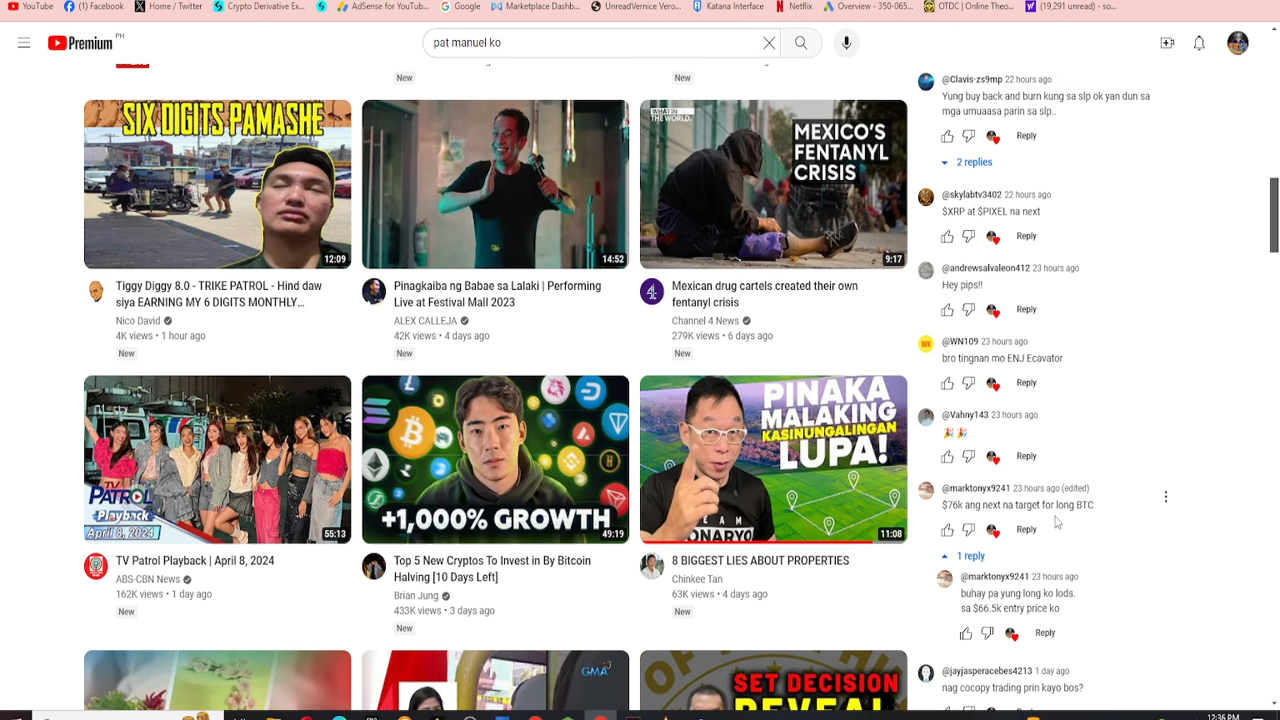 YouTube
(1) Facebook
Home / Twitter
Crypto Derivative Ex...
AdSense for YouTub...
Google
Marketplace Dashb...
UnreadVernice Vero...
Katana Interface
Netflix
Overview - 350-065...
OTDC | Online Theo...
(19,291 unread) - so...
Premium PH
pat manuel ko
New
New
SIX DIGITS PAMASHE
12:09
14:52
WHAT IN
THE WORLD.
MEXICO'S
FENTANYL
CRISIS
9:17
Tiggy Diggy 8.0 - TRIKE PATROL - Hind daw
siya EARNING MY 6 DIGITS MONTHLY...
Nico David
4K views • 1 hour ago
New
Pinagkaiba ng Babae sa Lalaki | Performing
Live at Festival Mall 2023
ALEX CALLEJA
42K views • 4 days ago
New
Mexican drug cartels created their own
fentanyl crisis
Channel 4 News
279K views • 6 days ago
New
TV
PATROL
Playback
April 8, 2024
55:13
+1,000% GROWTH
49:19
PINAKA
MALAKING
KASINUNGALINGAN
LUPA!
TEAM
ONARYO
11:08
TV Patrol Playback | April 8, 2024
ABS-CBN News
162K views • 1 day ago
New
Top 5 New Cryptos To Invest in By Bitcoin
Halving [10 Days Left]
Brian Jung
433K views • 3 days ago
New
8 BIGGEST LIES ABOUT PROPERTIES
Chinkee Tan
63K views • 4 days ago
New
GMA
SET DECISION
REVEAL
@Clavis-zs9mp 22 hours ago
Yung buy back and burn kung sa slp ok yan dun sa
mga umuaasa parin sa slp..
Reply
2 replies
@skylabtv3402 22 hours ago
$XRP at $PIXEL na next
Reply
@andrewsalvaleon412 23 hours ago
Hey pips!!
Reply
@WN109 23 hours ago
bro tingnan mo ENJ Ecavator
Reply
@Vahny143 23 hours ago
🎉🎉
Reply
@marktonyx9241 23 hours ago (edited)
$76k ang next na target for long BTC
Reply
1 reply
@marktonyx9241 23 hours ago
buhay pa yung long ko lods.
sa $66.5k entry price ko
Reply
@jayjasperacebes4213 1 day ago
nag cocopy trading prin kayo bos?
12:36 PM